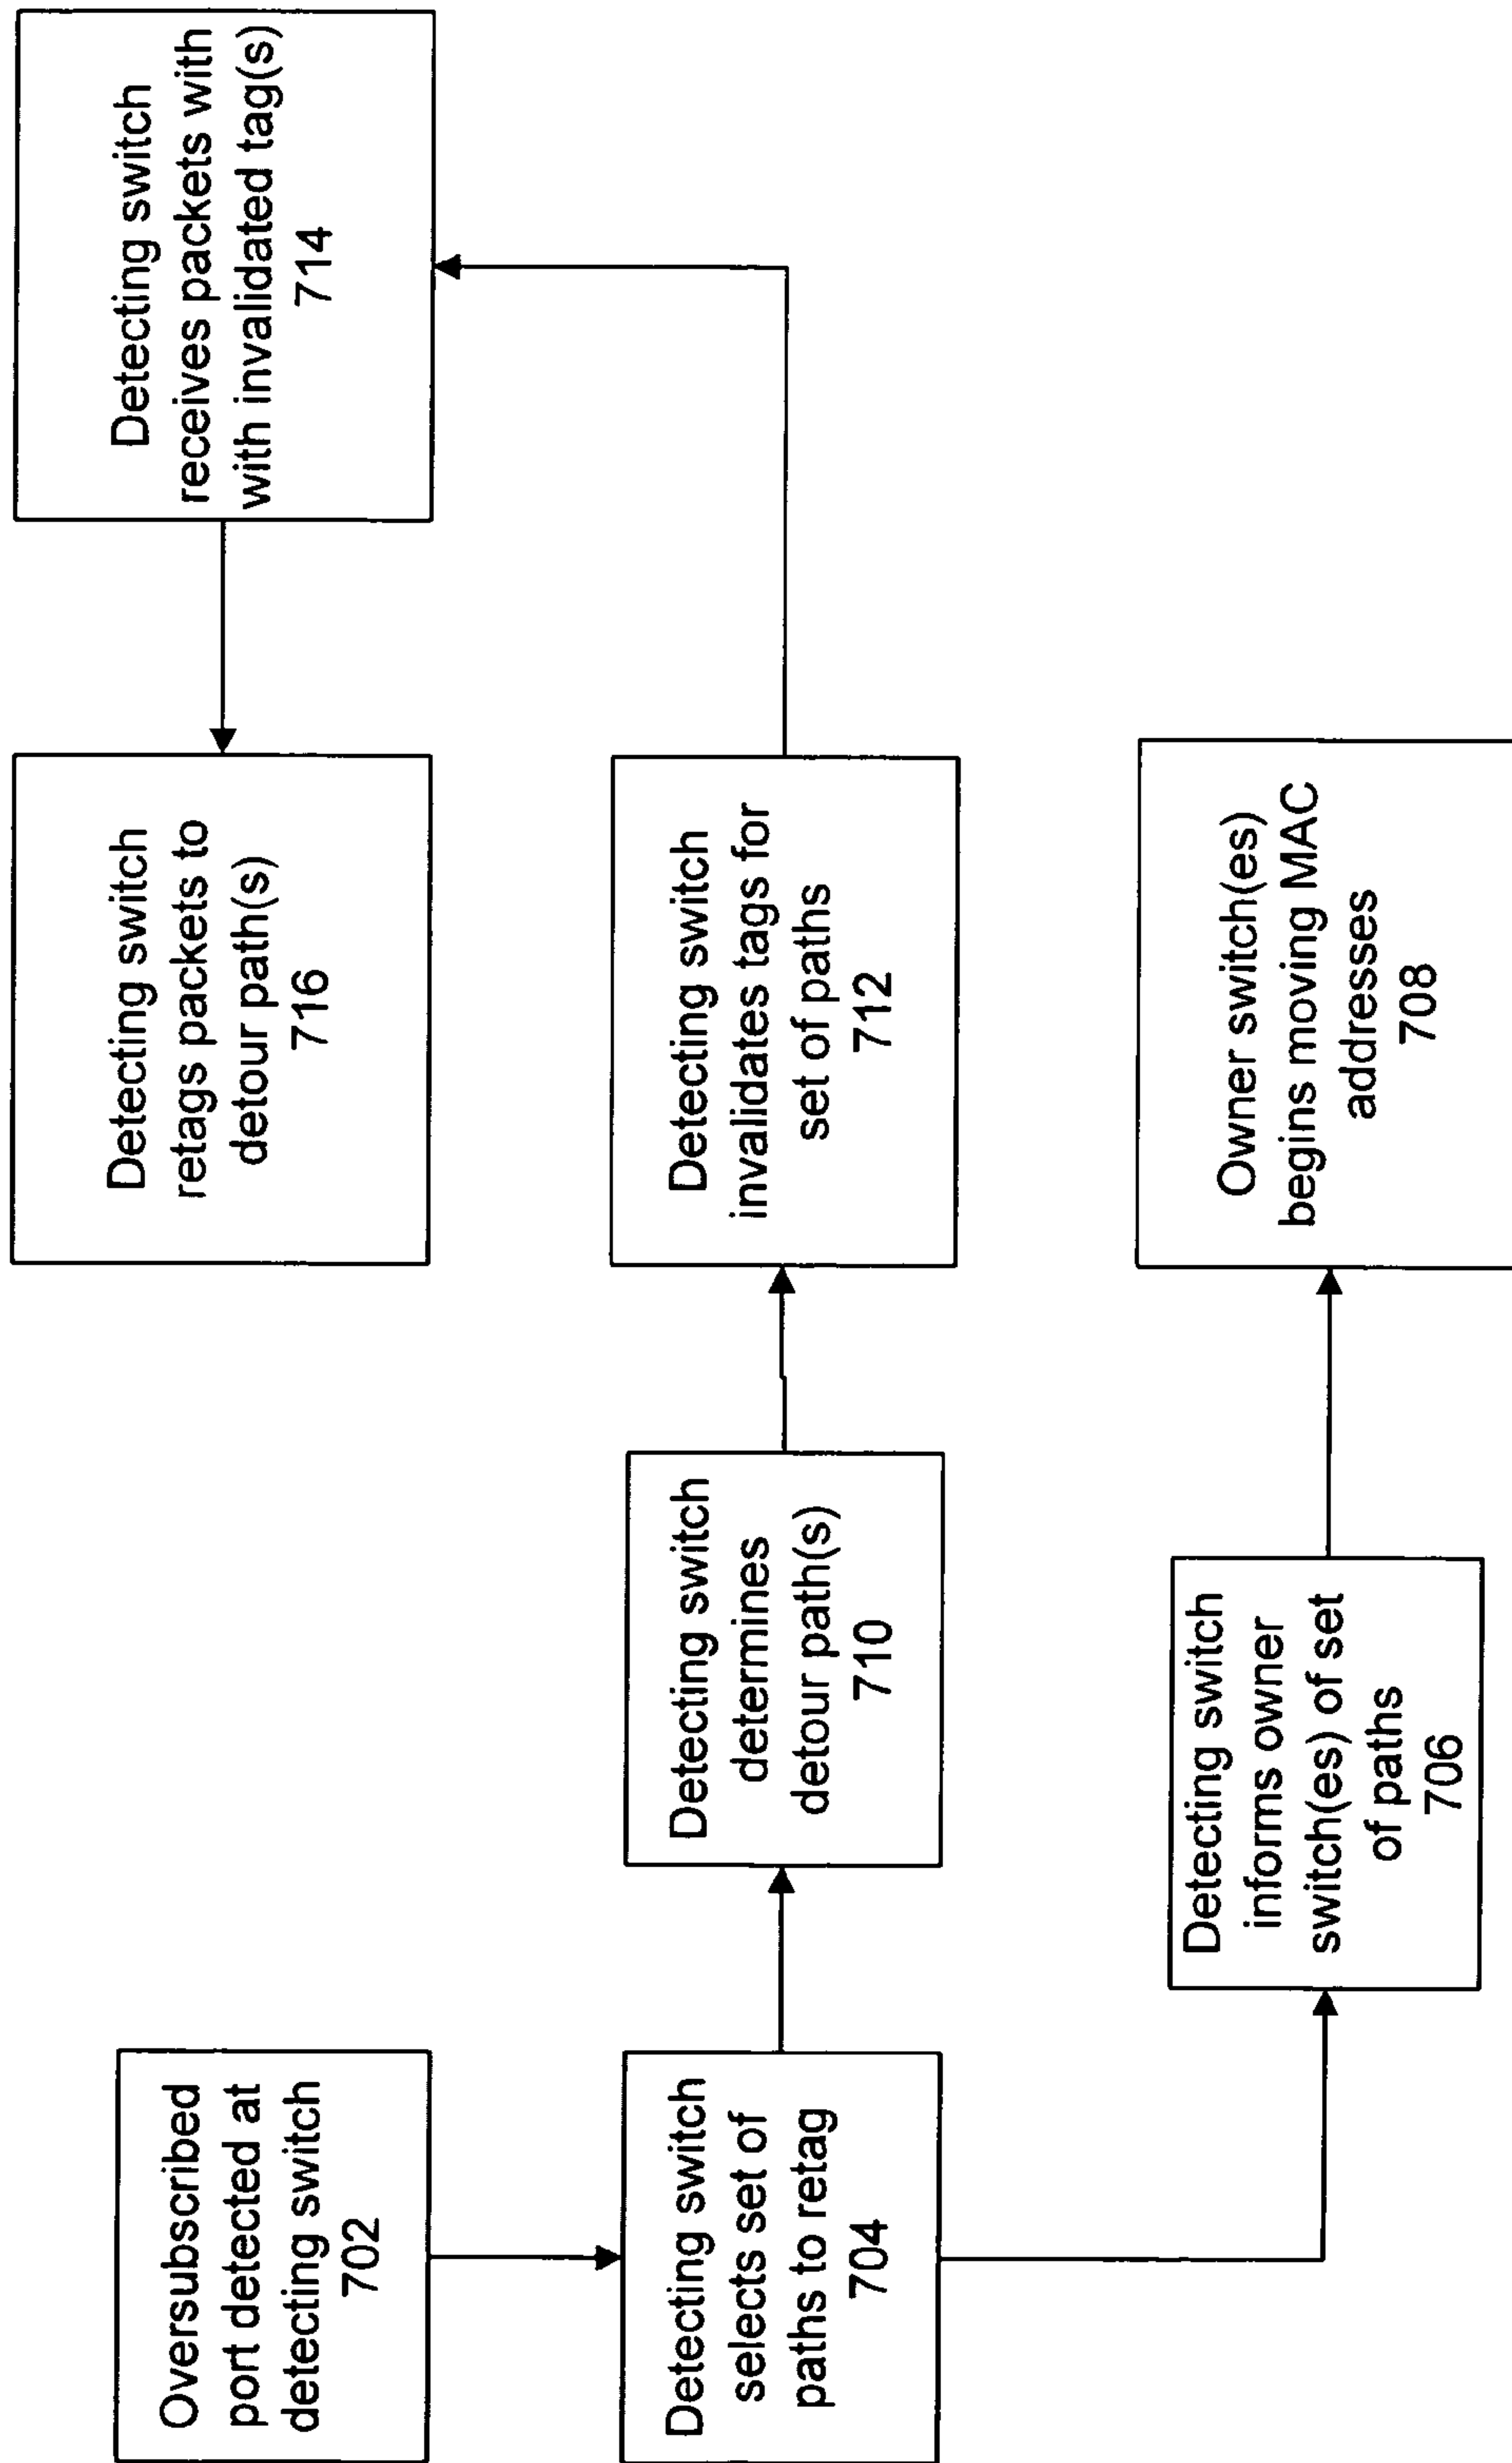 Oversubscribed
port detected at
detecting switch
702
Detecting switch
selects set of
paths to retag
704
Detecting switch
informs owner
switch(es) of set
of paths
706
Owner switch(es)
begins moving MAC
addresses
708
Detecting switch
determines
detour path(s)
710
Detecting switch
invalidates tags for
set of paths
712
Detecting switch
receives packets with
with invalidated tag(s)
714
Detecting switch
retags packets to
detour path(s)
716